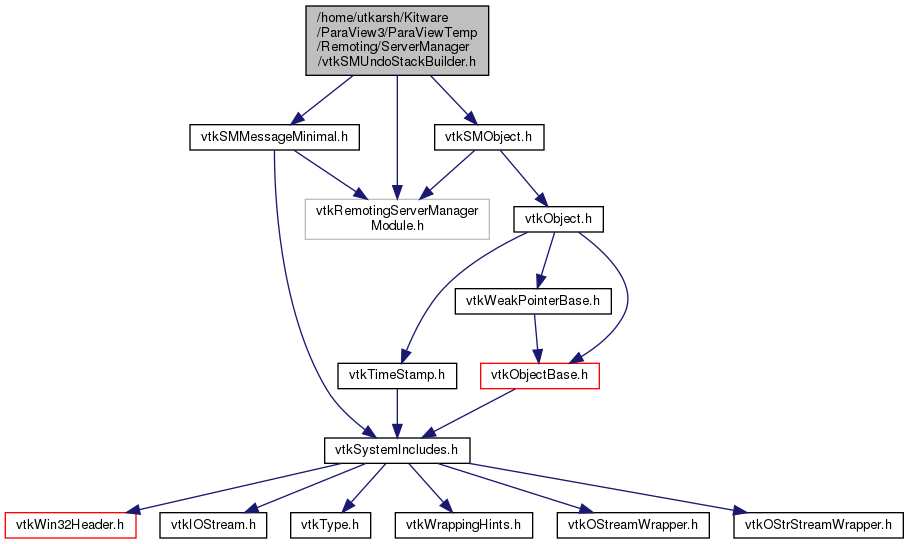 /home/utkarsh/Kitware
/ParaView3/ParaViewTemp
/Remoting/ServerManager
/vtkSMUndoStackBuilder.h
vtkSMMessageMinimal.h
vtkSMObject.h
vtkRemotingServerManager
Module.h
vtkObject.h
vtkWeakPointerBase.h
vtkTimeStamp.h
vtkObjectBase.h
vtkSystemIncludes.h
vtkWin32Header.h
vtkIOStream.h
vtkType.h
vtkWrappingHints.h
vtkOStreamWrapper.h
vtkOStrStreamWrapper.h